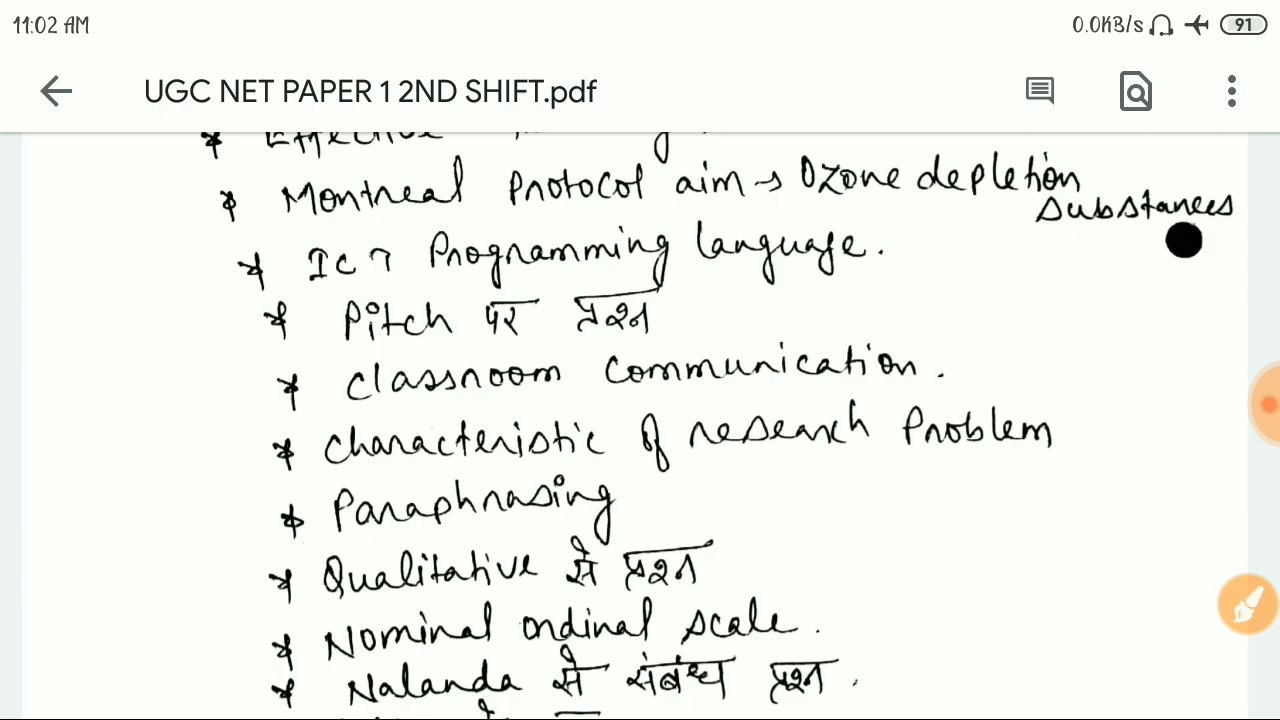 11:02 AM 0.0KB/s 91
UGC NET PAPER 1 2ND SHIFT.pdf
* Effective
* Montreal Protocol aim → Ozone depletion
substances
* IC Programming language.
* Pitch पर प्रश्न
* Classroom Communication.
* Characteristic of research Problem
* Paraphrasing
* Qualitative से प्रश्न
* Nominal ordinal scale.
* Nalanda से संबंध प्रश्न .